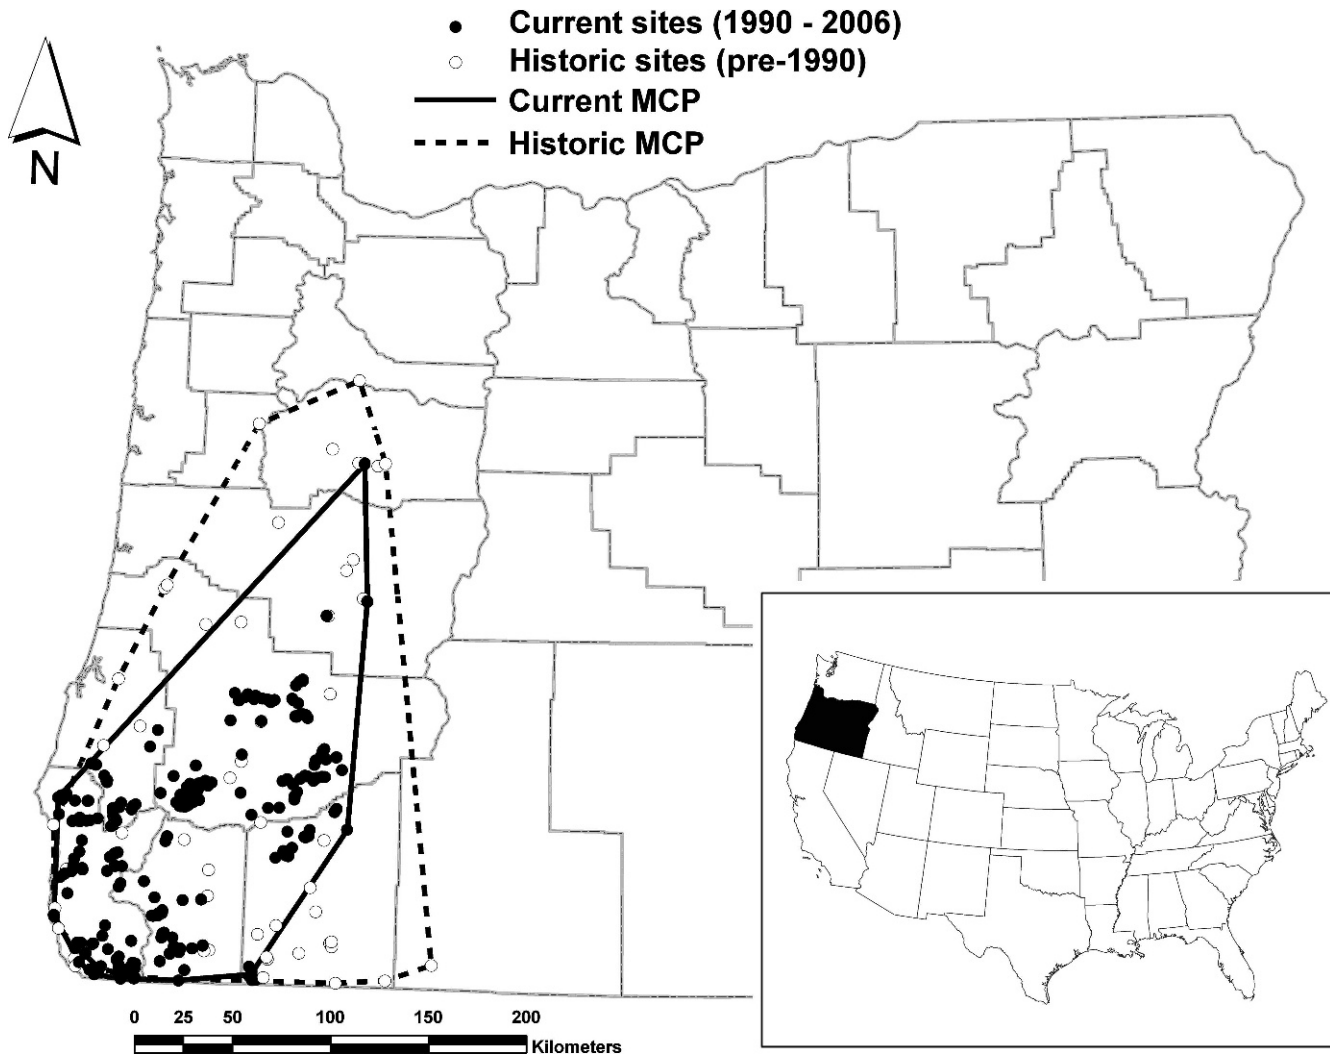 Current sites (1990 - 2006)
Historic sites (pre-1990)
Current MCP
Historic MCP
N
0 25 50 100 150 200
Kilometers